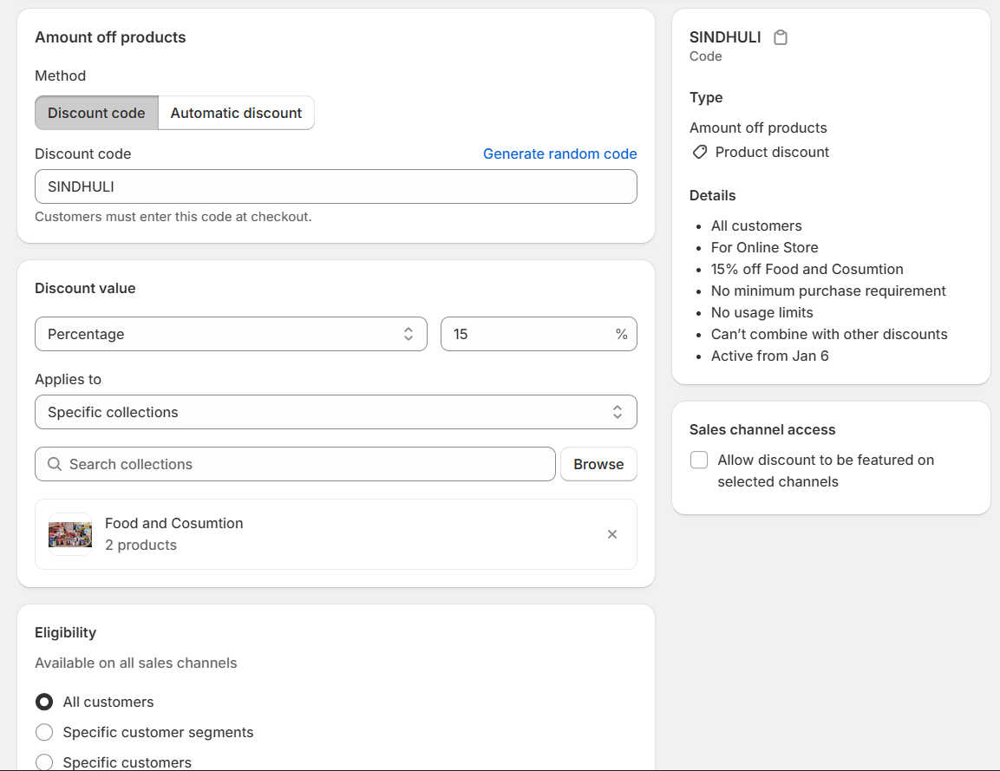 Amount off products
Method
Discount code
Automatic discount
Discount code
Generate random code
SINDHULI
Customers must enter this code at checkout.
Discount value
Percentage
15
%
Applies to
Specific collections
Search collections
Browse
Food and Cosumtion
2 products
Eligibility
Available on all sales channels
All customers
Specific customer segments
Specific customers
SINDHULI
Code
Type
Amount off products
Product discount
Details
• All customers
• For Online Store
• 15% off Food and Cosumtion
• No minimum purchase requirement
• No usage limits
• Can’t combine with other discounts
• Active from Jan 6
Sales channel access
Allow discount to be featured on
selected channels